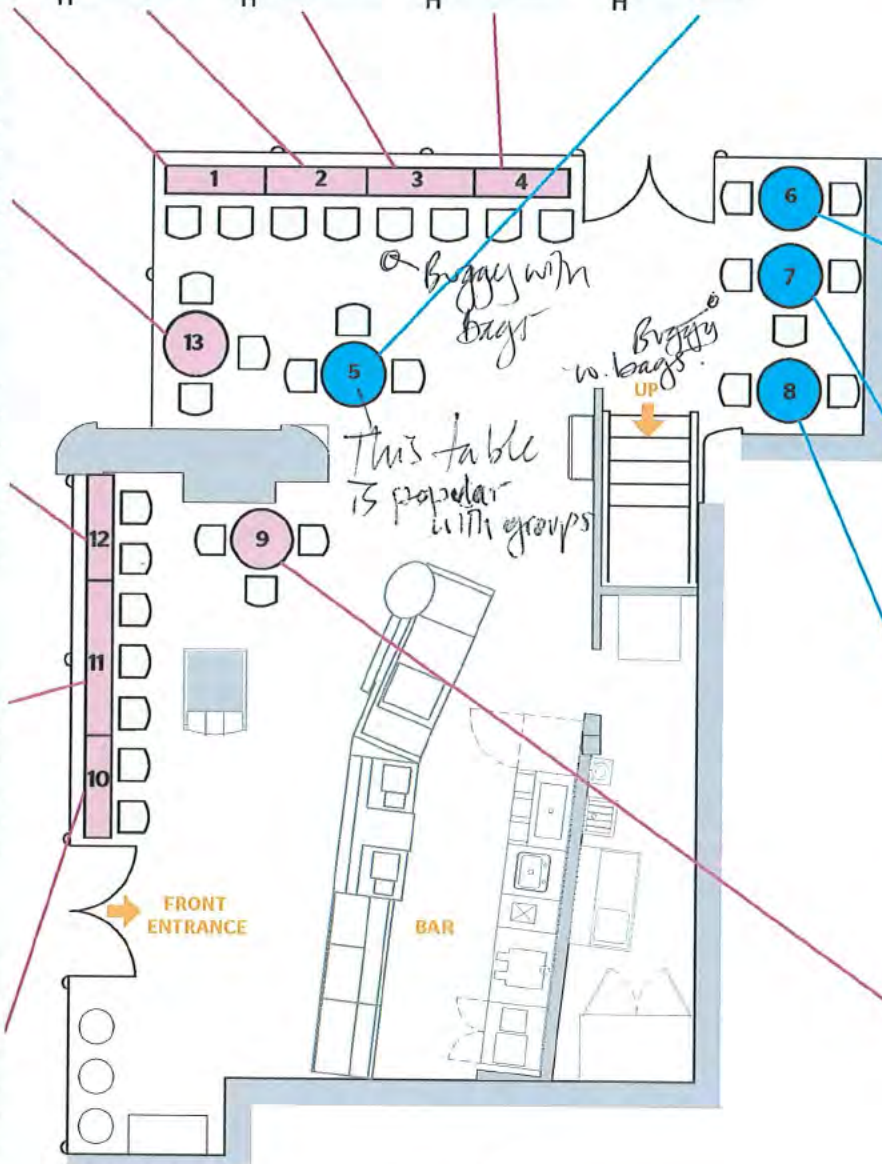 H H H H
1 2 3 4
6
7
Buggy with
bags
13
5
Buggy
w. bags.
UP
8
This table
is popular
with groups
12
9
11
10
FRONT
ENTRANCE
BAR